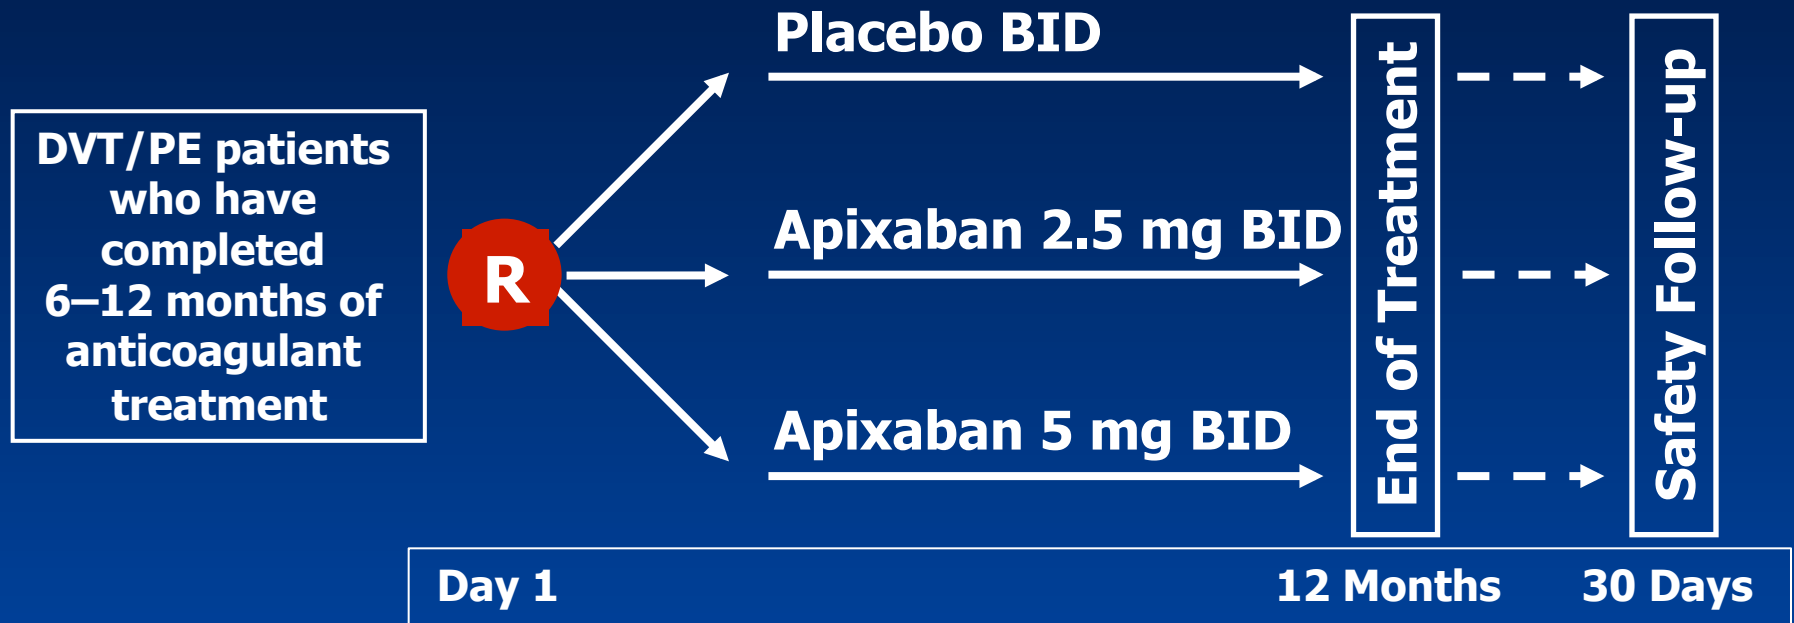 DVT/PE patients
who have
completed
6–12 months of
anticoagulant
treatment
R
Placebo BID
Apixaban 2.5 mg BID
Apixaban 5 mg BID
End of Treatment
Safety Follow-up
Day 1
12 Months
30 Days